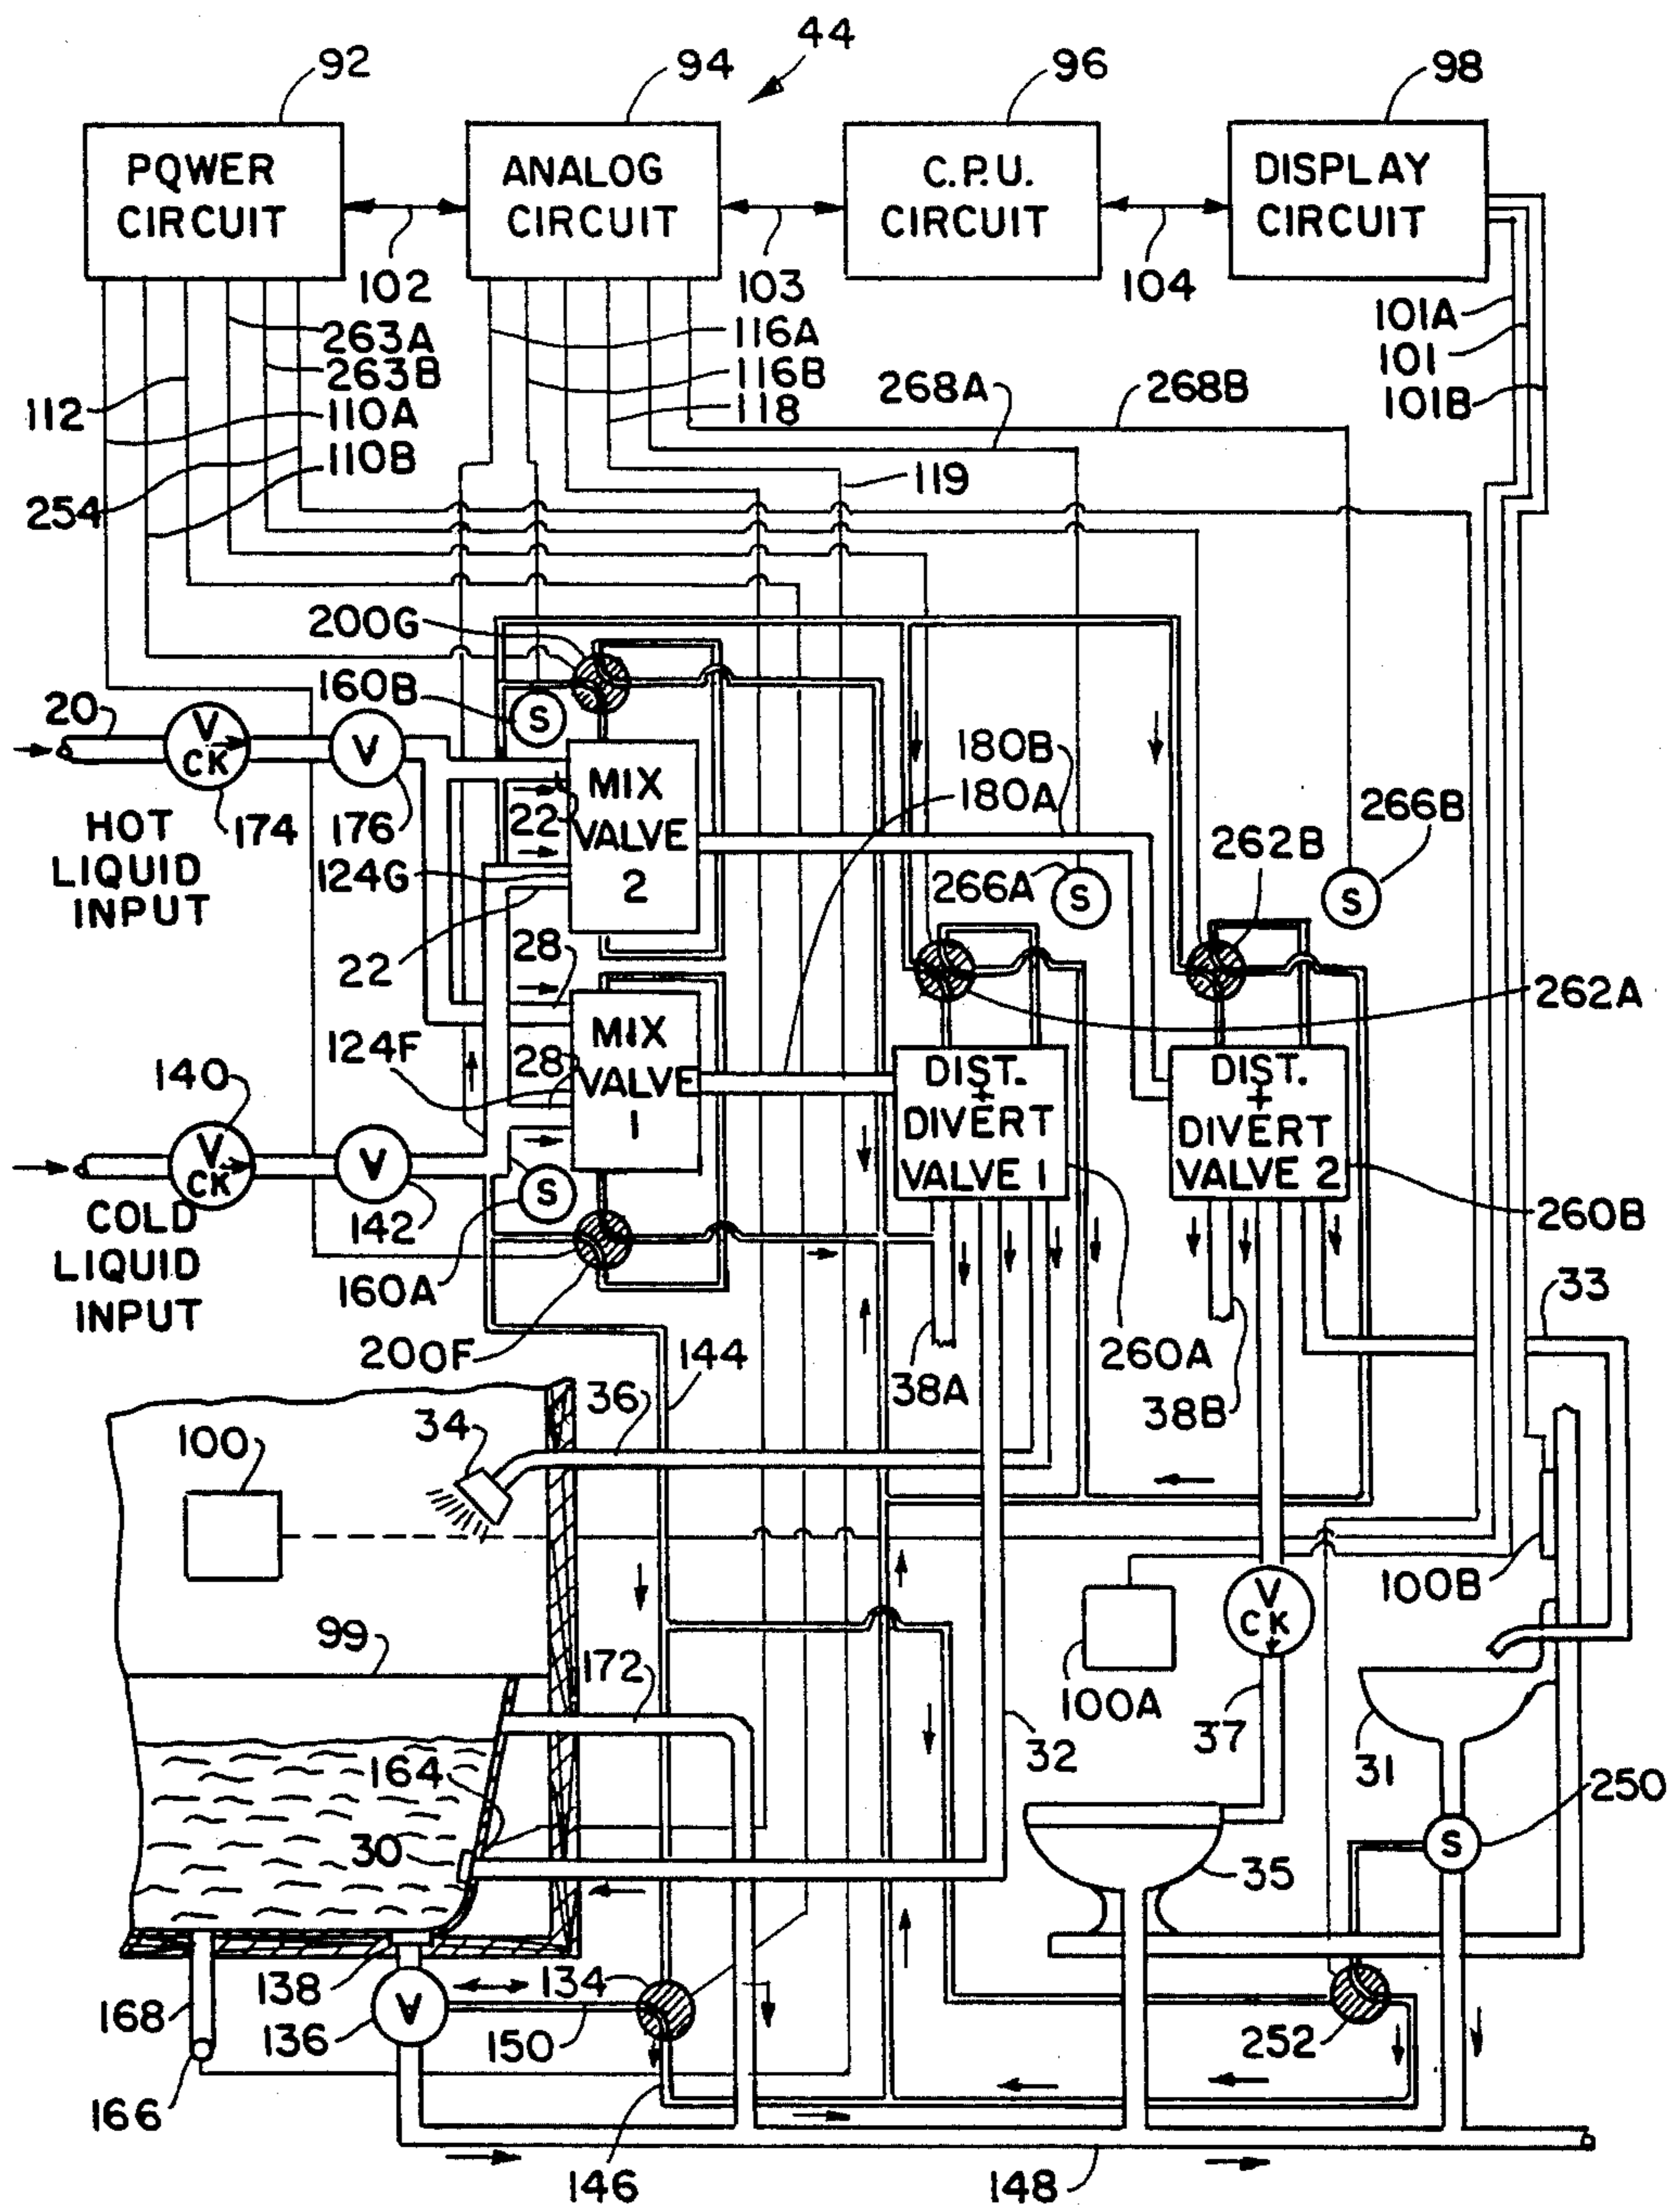 44
92
94
96
98
PQWER
CIRCUIT
ANALOG
CIRCUIT
C.P.U.
CIRCUIT
DISPLAY
CIRCUIT
102
103
104
263A
263B
112
110A
110B
254
116A
116B
118
268A
268B
119
101A
101
101B
200G
160B
S
20
V
CK
V
174
176
HOT
LIQUID
INPUT
MIX
VALVE
2
22
124G
22
180B
180A
266A
S
262B
266B
S
28
MIX
VALVE
1
28
124F
140
V
CK
V
142
COLD
LIQUID
INPUT
S
160A
200F
262A
DIST.
+
DIVERT
VALVE 1
DIST.
+
DIVERT
VALVE 2
260B
260A
38A
38B
33
144
36
34
100
99
172
164
30
V
CK
100A
100B
37
32
31
250
S
35
138
168
V
136
134
150
252
166
146
148